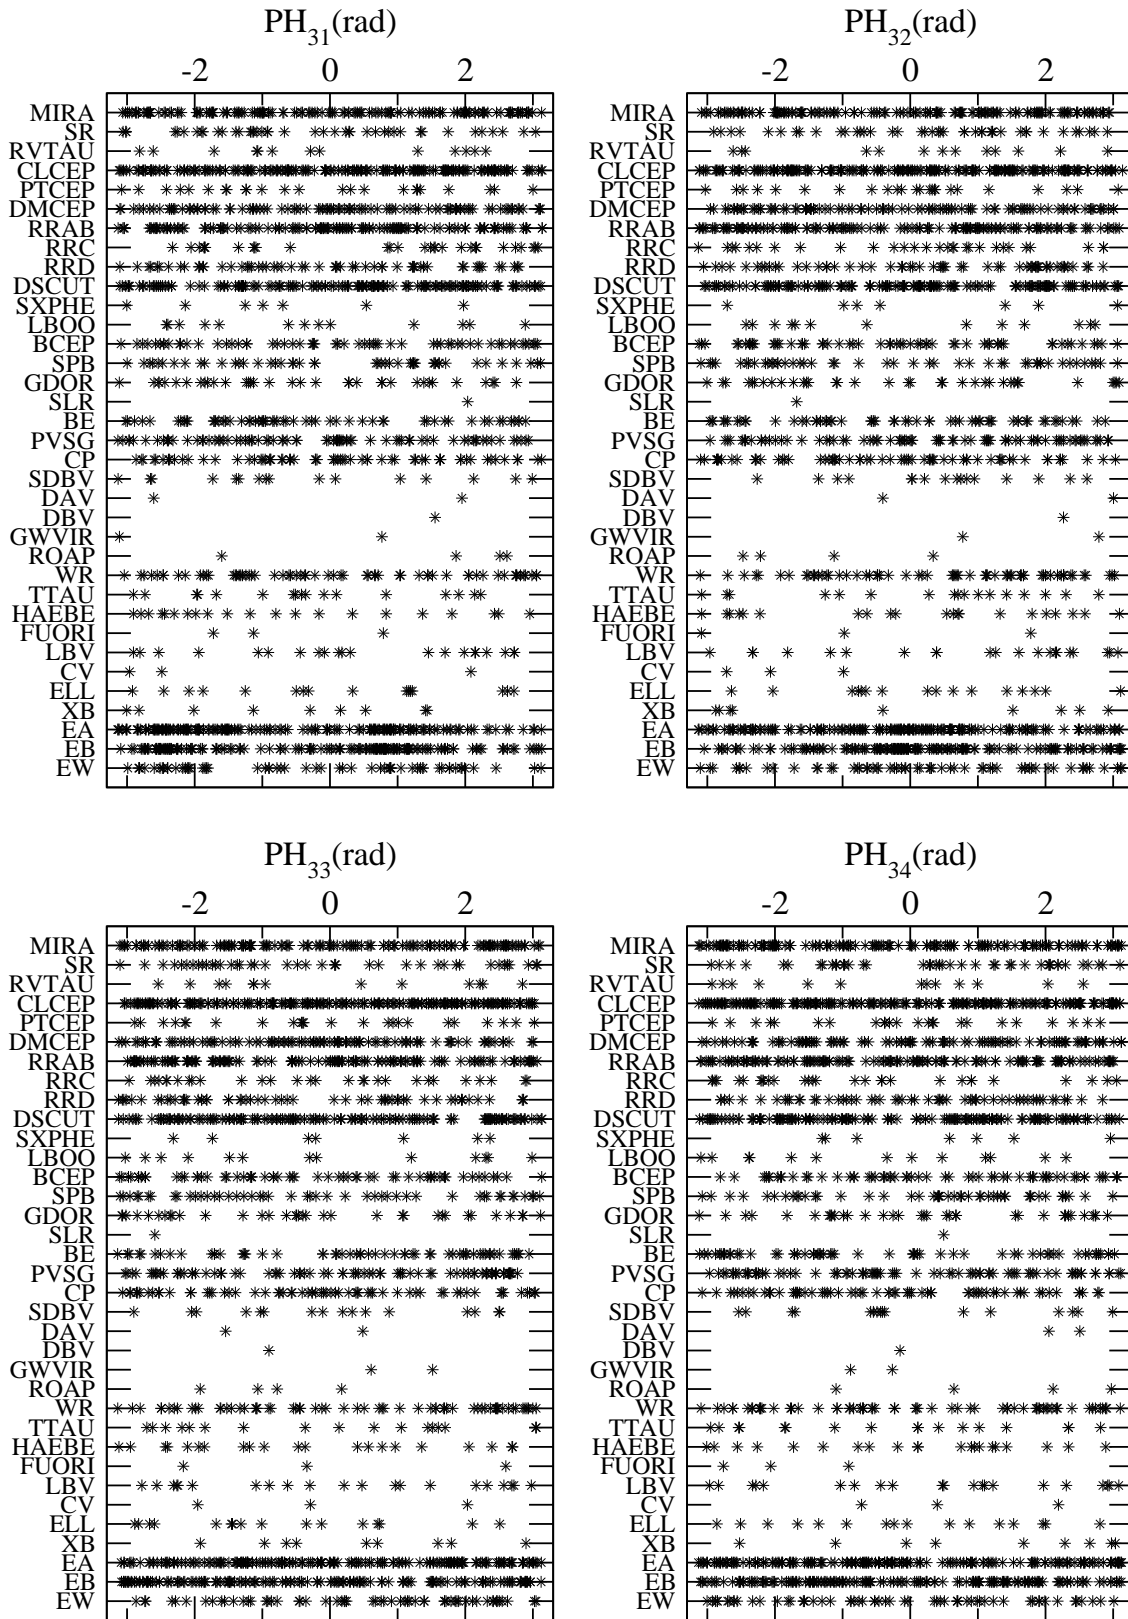 PH31(rad) PH32(rad)
-2 0 2 -2 0 2
MIRA MIRA
SR SR
RVTAU RVTAU
CLCEP CLCEP
PTCEP PTCEP
DMCEP DMCEP
RRAB RRAB
RRC RRC
RRD RRD
DSCUT DSCUT
SXPHE SXPHE
LBOO LBOO
BCEP BCEP
SPB SPB
GDOR GDOR
SLR SLR
BE BE
PVSG PVSG
CP CP
SDBV SDBV
DAV DAV
DBV DBV
GWVIR GWVIR
ROAP ROAP
WR WR
TTAU TTAU
HAEBE HAEBE
FUORI FUORI
LBV LBV
CV CV
ELL ELL
XB XB
EA EA
EB EB
EW EW
PH33(rad) PH34(rad)
-2 0 2 -2 0 2
MIRA MIRA
SR SR
RVTAU RVTAU
CLCEP CLCEP
PTCEP PTCEP
DMCEP DMCEP
RRAB RRAB
RRC RRC
RRD RRD
DSCUT DSCUT
SXPHE SXPHE
LBOO LBOO
BCEP BCEP
SPB SPB
GDOR GDOR
SLR SLR
BE BE
PVSG PVSG
CP CP
SDBV SDBV
DAV DAV
DBV DBV
GWVIR GWVIR
ROAP ROAP
WR WR
TTAU TTAU
HAEBE HAEBE
FUORI FUORI
LBV LBV
CV CV
ELL ELL
XB XB
EA EA
EB EB
EW EW